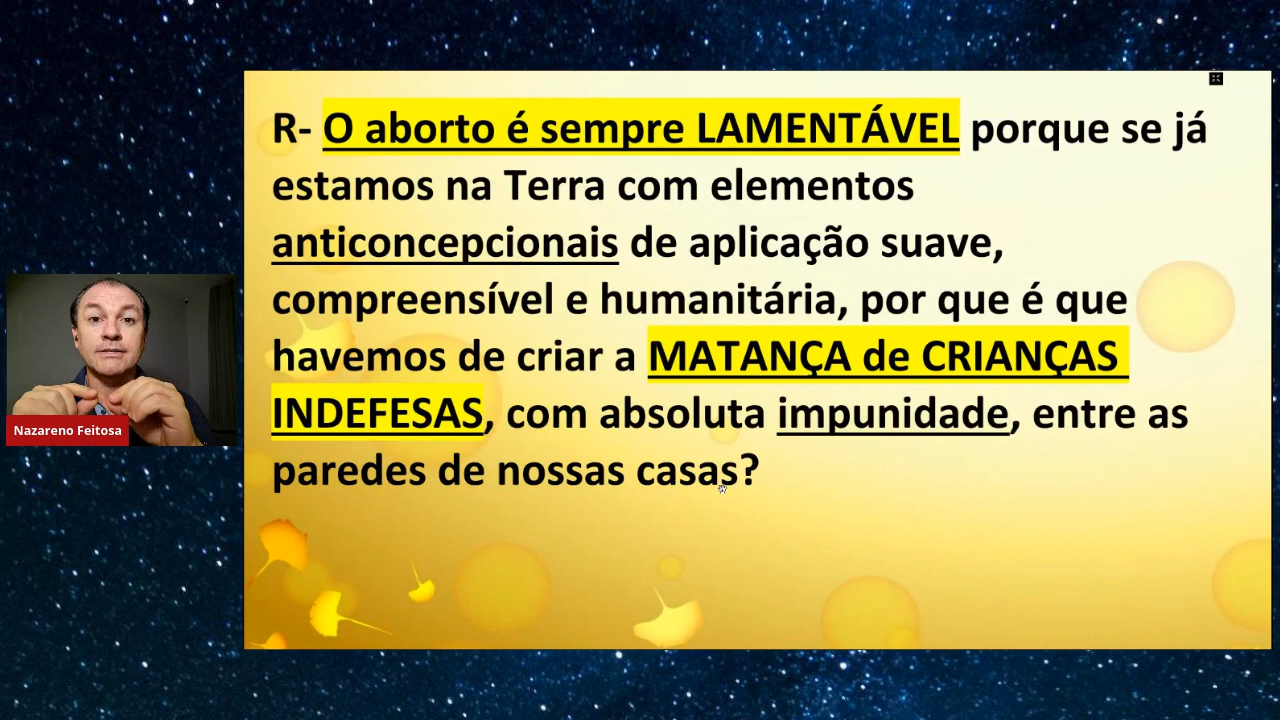 R- O aborto é sempre LAMENTÁVEL porque se já
estamos na Terra com elementos
anticoncepcionais de aplicação suave,
compreensível e humanitária, por que é que
havemos de criar a MATANÇA de CRIANÇAS
INDEFESAS, com absoluta impunidade, entre as
paredes de nossas casas?
Nazareno Feitosa